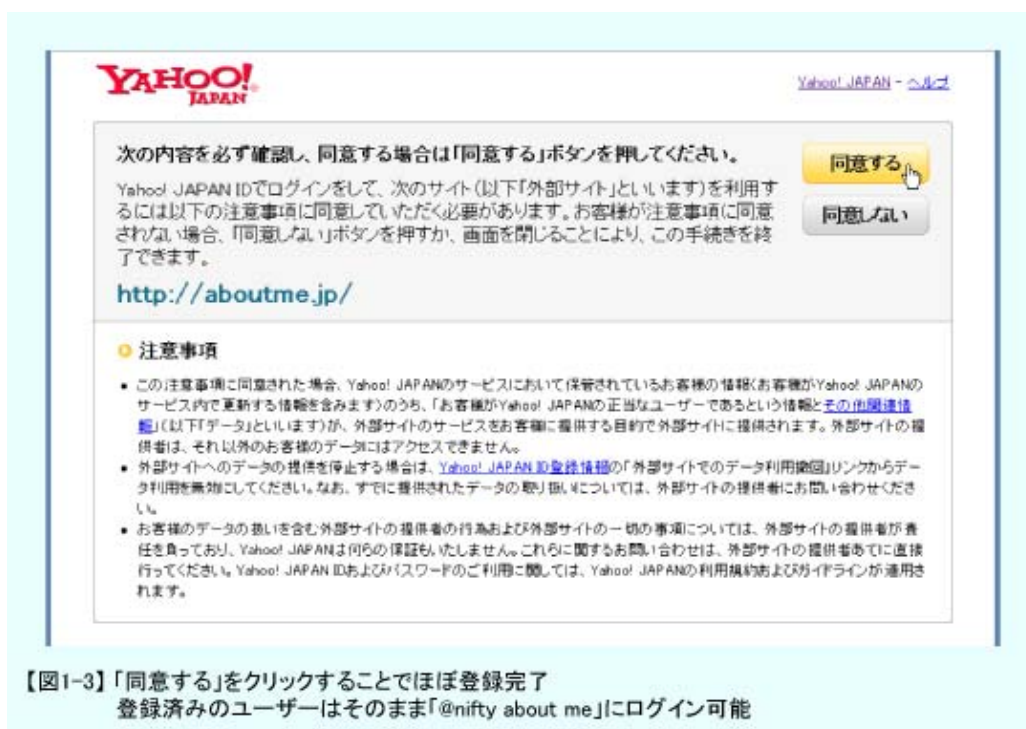 YAHOO!
JAPAN
Yahoo! JAPAN - ヘルプ
次の内容を必ず確認し、同意する場合は「同意する」ボタンを押してください。
同意する
Yahoo! JAPAN IDでログインをして、次のサイト（以下「外部サイト」といいます）を利用す
るには以下の注意事項に同意していただく必要があります。お客様が注意事項に同意
されない場合、「同意しない」ボタンを押すか、画面を閉じることにより、この手続きを終
了できます。
同意しない
http://aboutme.jp/
注意事項
• この注意事項に同意された場合、Yahoo! JAPANのサービスにおいて保管されているお客様の情報（お客様がYahoo! JAPANの
サービス内で更新する情報を含みます）のうち、「お客様がYahoo! JAPANの正当なユーザーであるという情報とその他関連情
報」（以下「データ」といいます）が、外部サイトのサービスをお客様に提供する目的で外部サイトに提供されます。外部サイトの提
供者は、それ以外のお客様のデータにはアクセスできません。
• 外部サイトへのデータの提供を停止する場合は、Yahoo! JAPAN ID登録情報の「外部サイトでのデータ利用撤回」リンクからデー
タ利用を無効にしてください。なお、すでに提供されたデータの取り扱いについては、外部サイトの提供者にお問い合わせくださ
い。
• お客様のデータの扱いを含む外部サイトの提供者の行為および外部サイトの一切の事項については、外部サイトの提供者が責
任を負っており、Yahoo! JAPANは何らの保証もいたしません。これらに関するお問い合わせは、外部サイトの提供者あてに直接
行ってください。Yahoo! JAPAN IDおよびパスワードのご利用に関しては、Yahoo! JAPANの利用規約およびガイドラインが適用さ
れます。
【図1-3】「同意する」をクリックすることでほぼ登録完了
登録済みのユーザーはそのまま「@nifty about me」にログイン可能